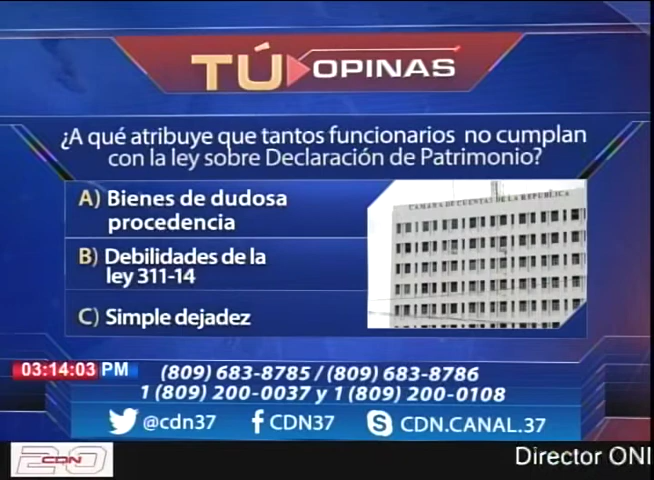 TÚ OPINAS
¿A qué atribuye que tantos funcionarios no cumplan
con la ley sobre Declaración de Patrimonio?
A) Bienes de dudosa
procedencia
CAMARA DE CUENTAS DE LA REPUBLICA
B) Debilidades de la
ley 311-14
C) Simple dejadez
03:14:03 PM
(809) 683-8785 / (809) 683-8786
1 (809) 200-0037 y 1 (809) 200-0108
@cdn37 CDN37 CDN.CANAL.37
CDN 2.0
Director ONI